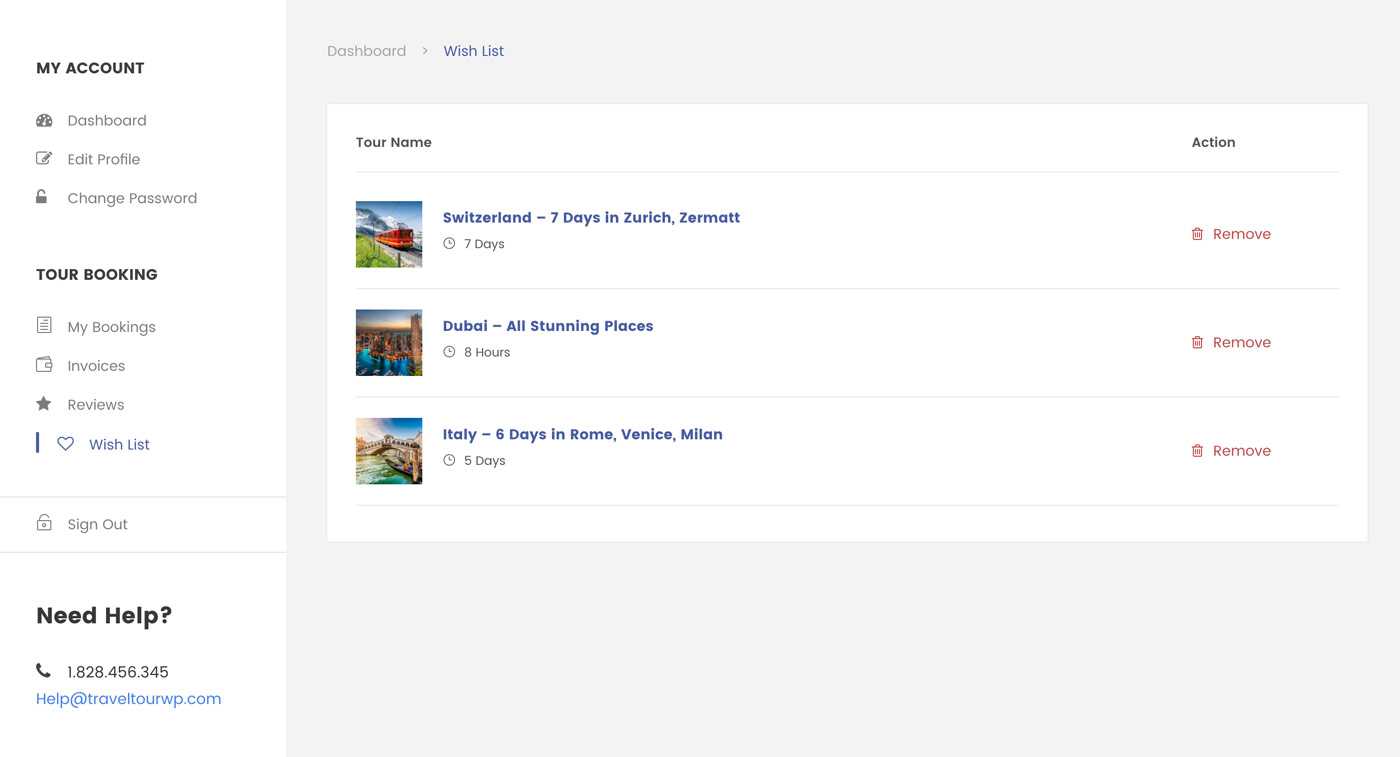 MY ACCOUNT
Dashboard
Edit Profile
Change Password
TOUR BOOKING
My Bookings
Invoices
Reviews
Wish List
Sign Out
Need Help?
1.828.456.345
Help@traveltourwp.com
Dashboard > Wish List
Tour Name Action
Switzerland – 7 Days in Zurich, Zermatt
7 Days
Remove
Dubai – All Stunning Places
8 Hours
Remove
Italy – 6 Days in Rome, Venice, Milan
5 Days
Remove